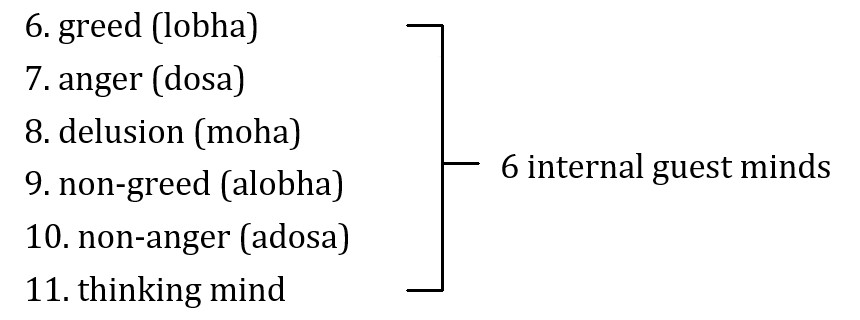 6. greed (lobha)
7. anger (dosa)
8. delusion (moha)
9. non-greed (alobha)
10. non-anger (adosa)
11. thinking mind
6 internal guest minds